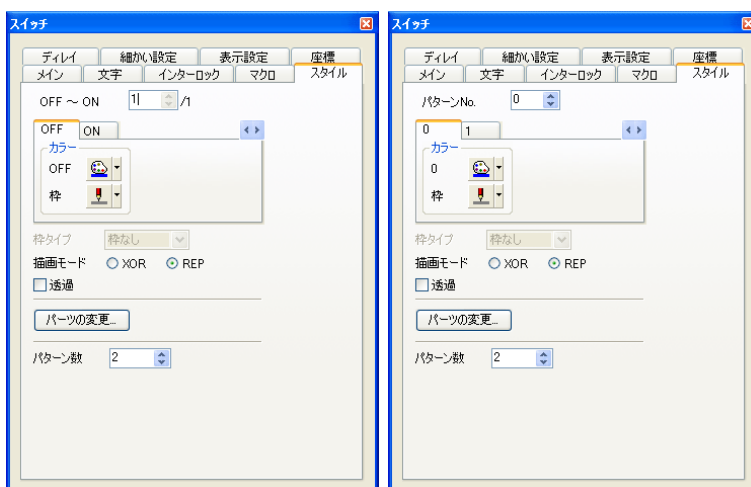 スイッチ
ディレイ 細かい設定 表示設定 座標
メイン 文字 インターロック マクロ スタイル
OFF ～ ON 1 /1
OFF ON
カラー
OFF
枠
枠タイプ 枠なし
描画モード XOR REP
透過
パーツの変更...
パターン数 2
スイッチ
ディレイ 細かい設定 表示設定 座標
メイン 文字 インターロック マクロ スタイル
パターンNo. 0
0 1
カラー
0
枠
枠タイプ 枠なし
描画モード XOR REP
透過
パーツの変更...
パターン数 2